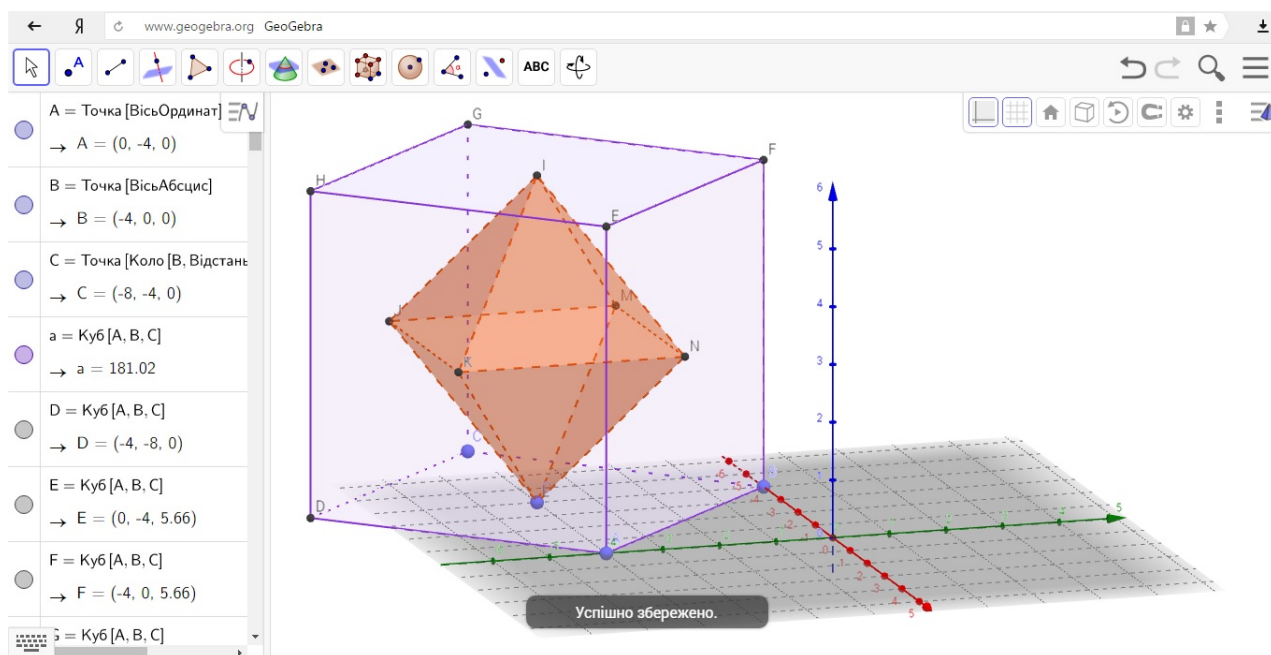 www.geogebra.org GeoGebra
ABC
A = Точка [ВісьОрдинат]
→ A = (0, -4, 0)
B = Точка [ВісьАбсцис]
→ B = (-4, 0, 0)
C = Точка [Коло [B, Відстань
→ C = (-8, -4, 0)
a = Куб [A, B, C]
→ a = 181.02
D = Куб [A, B, C]
→ D = (-4, -8, 0)
E = Куб [A, B, C]
→ E = (0, -4, 5.66)
F = Куб [A, B, C]
→ F = (-4, 0, 5.66)
G = Куб [A, B, C]
G
F
I
H
E
6
5
4
M
N
K
3
2
C
D
5
Успішно збережено.